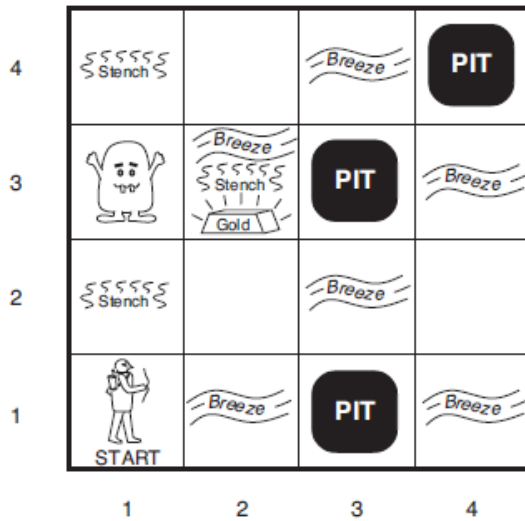 4
Stench
Breeze
PIT
3
Breeze
Stench
Gold
PIT
Breeze
2
Stench
Breeze
1
START
Breeze
PIT
Breeze
1 2 3 4